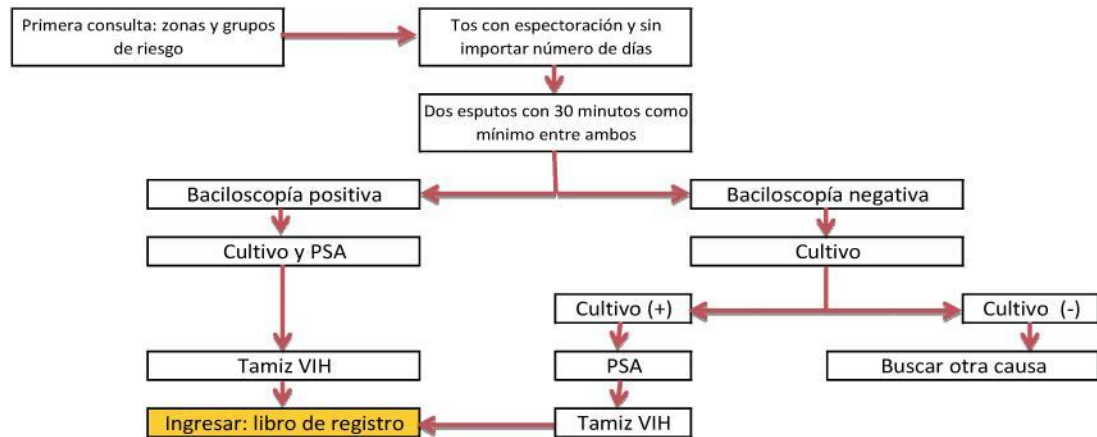 Primera consulta: zonas y grupos
de riesgo
Tos con espectoración y sin
importar número de días
Dos esputos con 30 minutos como
mínimo entre ambos
Baciloscopía positiva
Baciloscopía negativa
Cultivo y PSA
Cultivo
Cultivo (+)
Cultivo (-)
Tamiz VIH
PSA
Buscar otra causa
Ingresar: libro de registro
Tamiz VIH